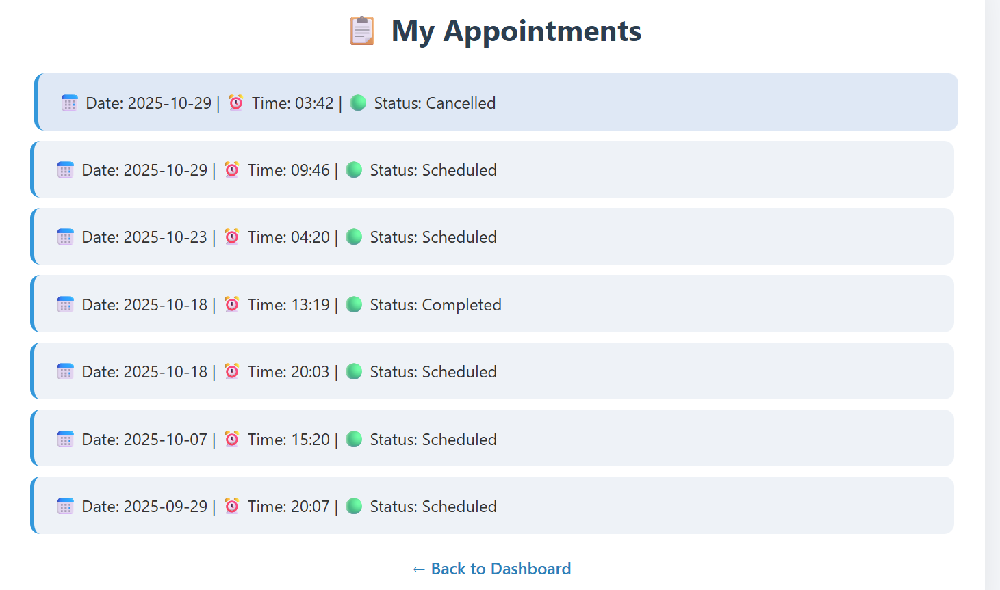 My Appointments
Date: 2025-10-29 | Time: 03:42 | Status: Cancelled
Date: 2025-10-29 | Time: 09:46 | Status: Scheduled
Date: 2025-10-23 | Time: 04:20 | Status: Scheduled
Date: 2025-10-18 | Time: 13:19 | Status: Completed
Date: 2025-10-18 | Time: 20:03 | Status: Scheduled
Date: 2025-10-07 | Time: 15:20 | Status: Scheduled
Date: 2025-09-29 | Time: 20:07 | Status: Scheduled
← Back to Dashboard